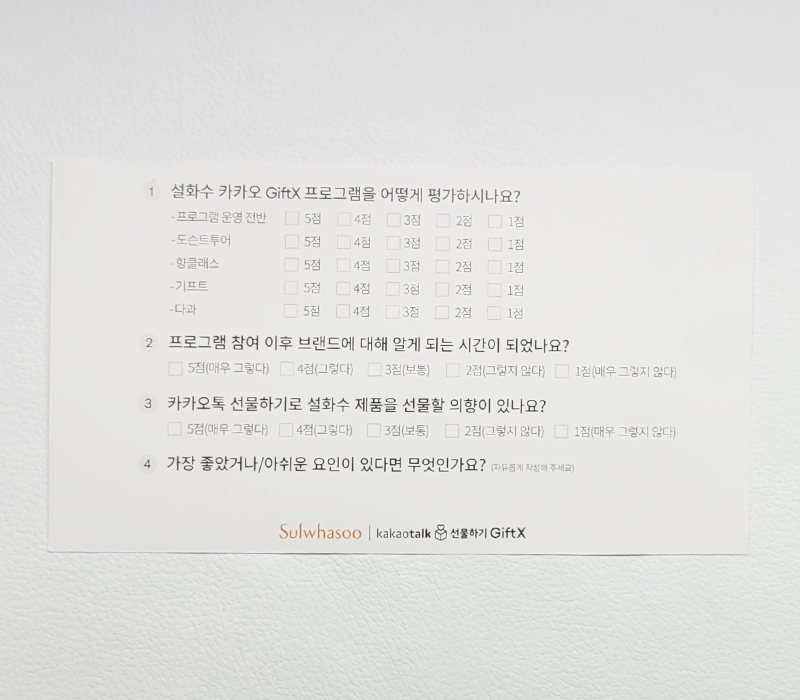 1 설화수 카카오 GiftX 프로그램을 어떻게 평가하시나요?
- 프로그램 운영 전반 5점 4점 3점 2점 1점
- 도슨트투어 5점 4점 3점 2점 1점
- 향클래스 5점 4점 3점 2점 1점
- 기프트 5점 4점 3점 2점 1점
- 다과 5점 4점 3점 2점 1점
2 프로그램 참여 이후 브랜드에 대해 알게 되는 시간이 되었나요?
5점(매우 그렇다) 4점(그렇다) 3점(보통) 2점(그렇지 않다) 1점(매우 그렇지 않다)
3 카카오톡 선물하기로 설화수 제품을 선물할 의향이 있나요?
5점(매우 그렇다) 4점(그렇다) 3점(보통) 2점(그렇지 않다) 1점(매우 그렇지 않다)
4 가장 좋았거나/아쉬운 요인이 있다면 무엇인가요? (자유롭게 작성해 주세요)
Sulwhasoo | kakaotalk 선물하기 GiftX